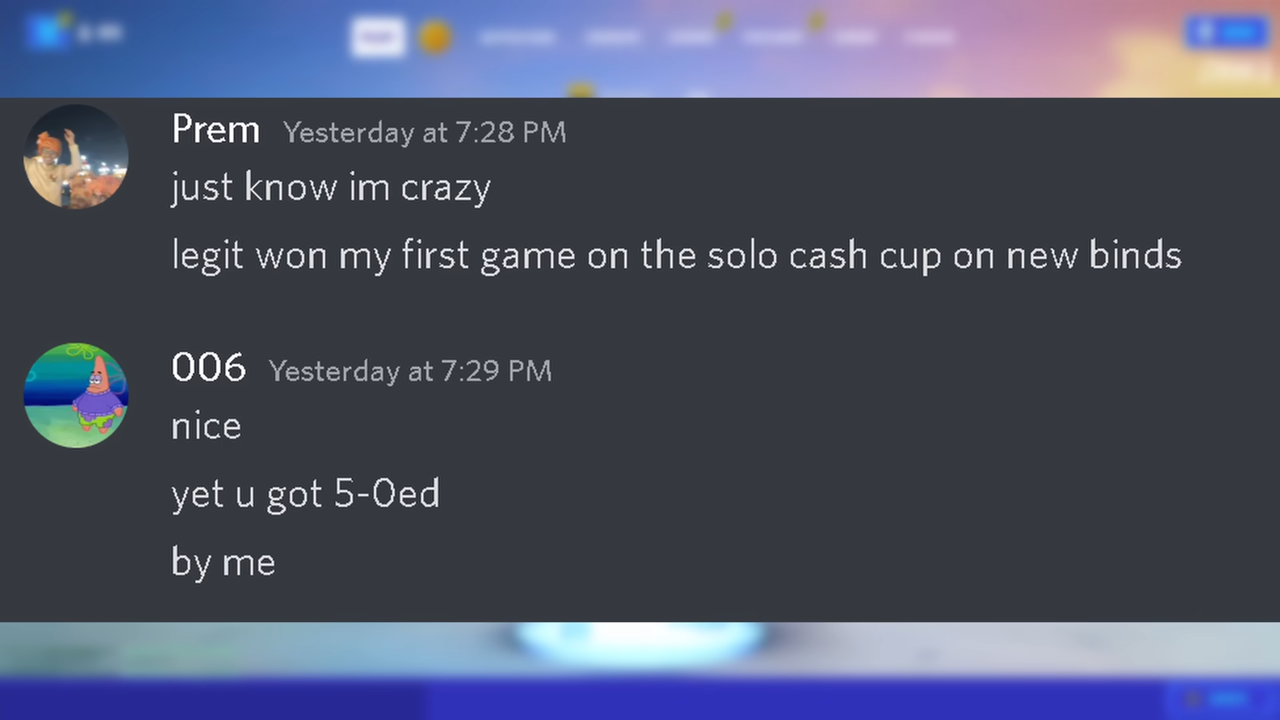 Prem Yesterday at 7:28 PM
just know im crazy
legit won my first game on the solo cash cup on new binds
006 Yesterday at 7:29 PM
nice
yet u got 5-0ed
by me